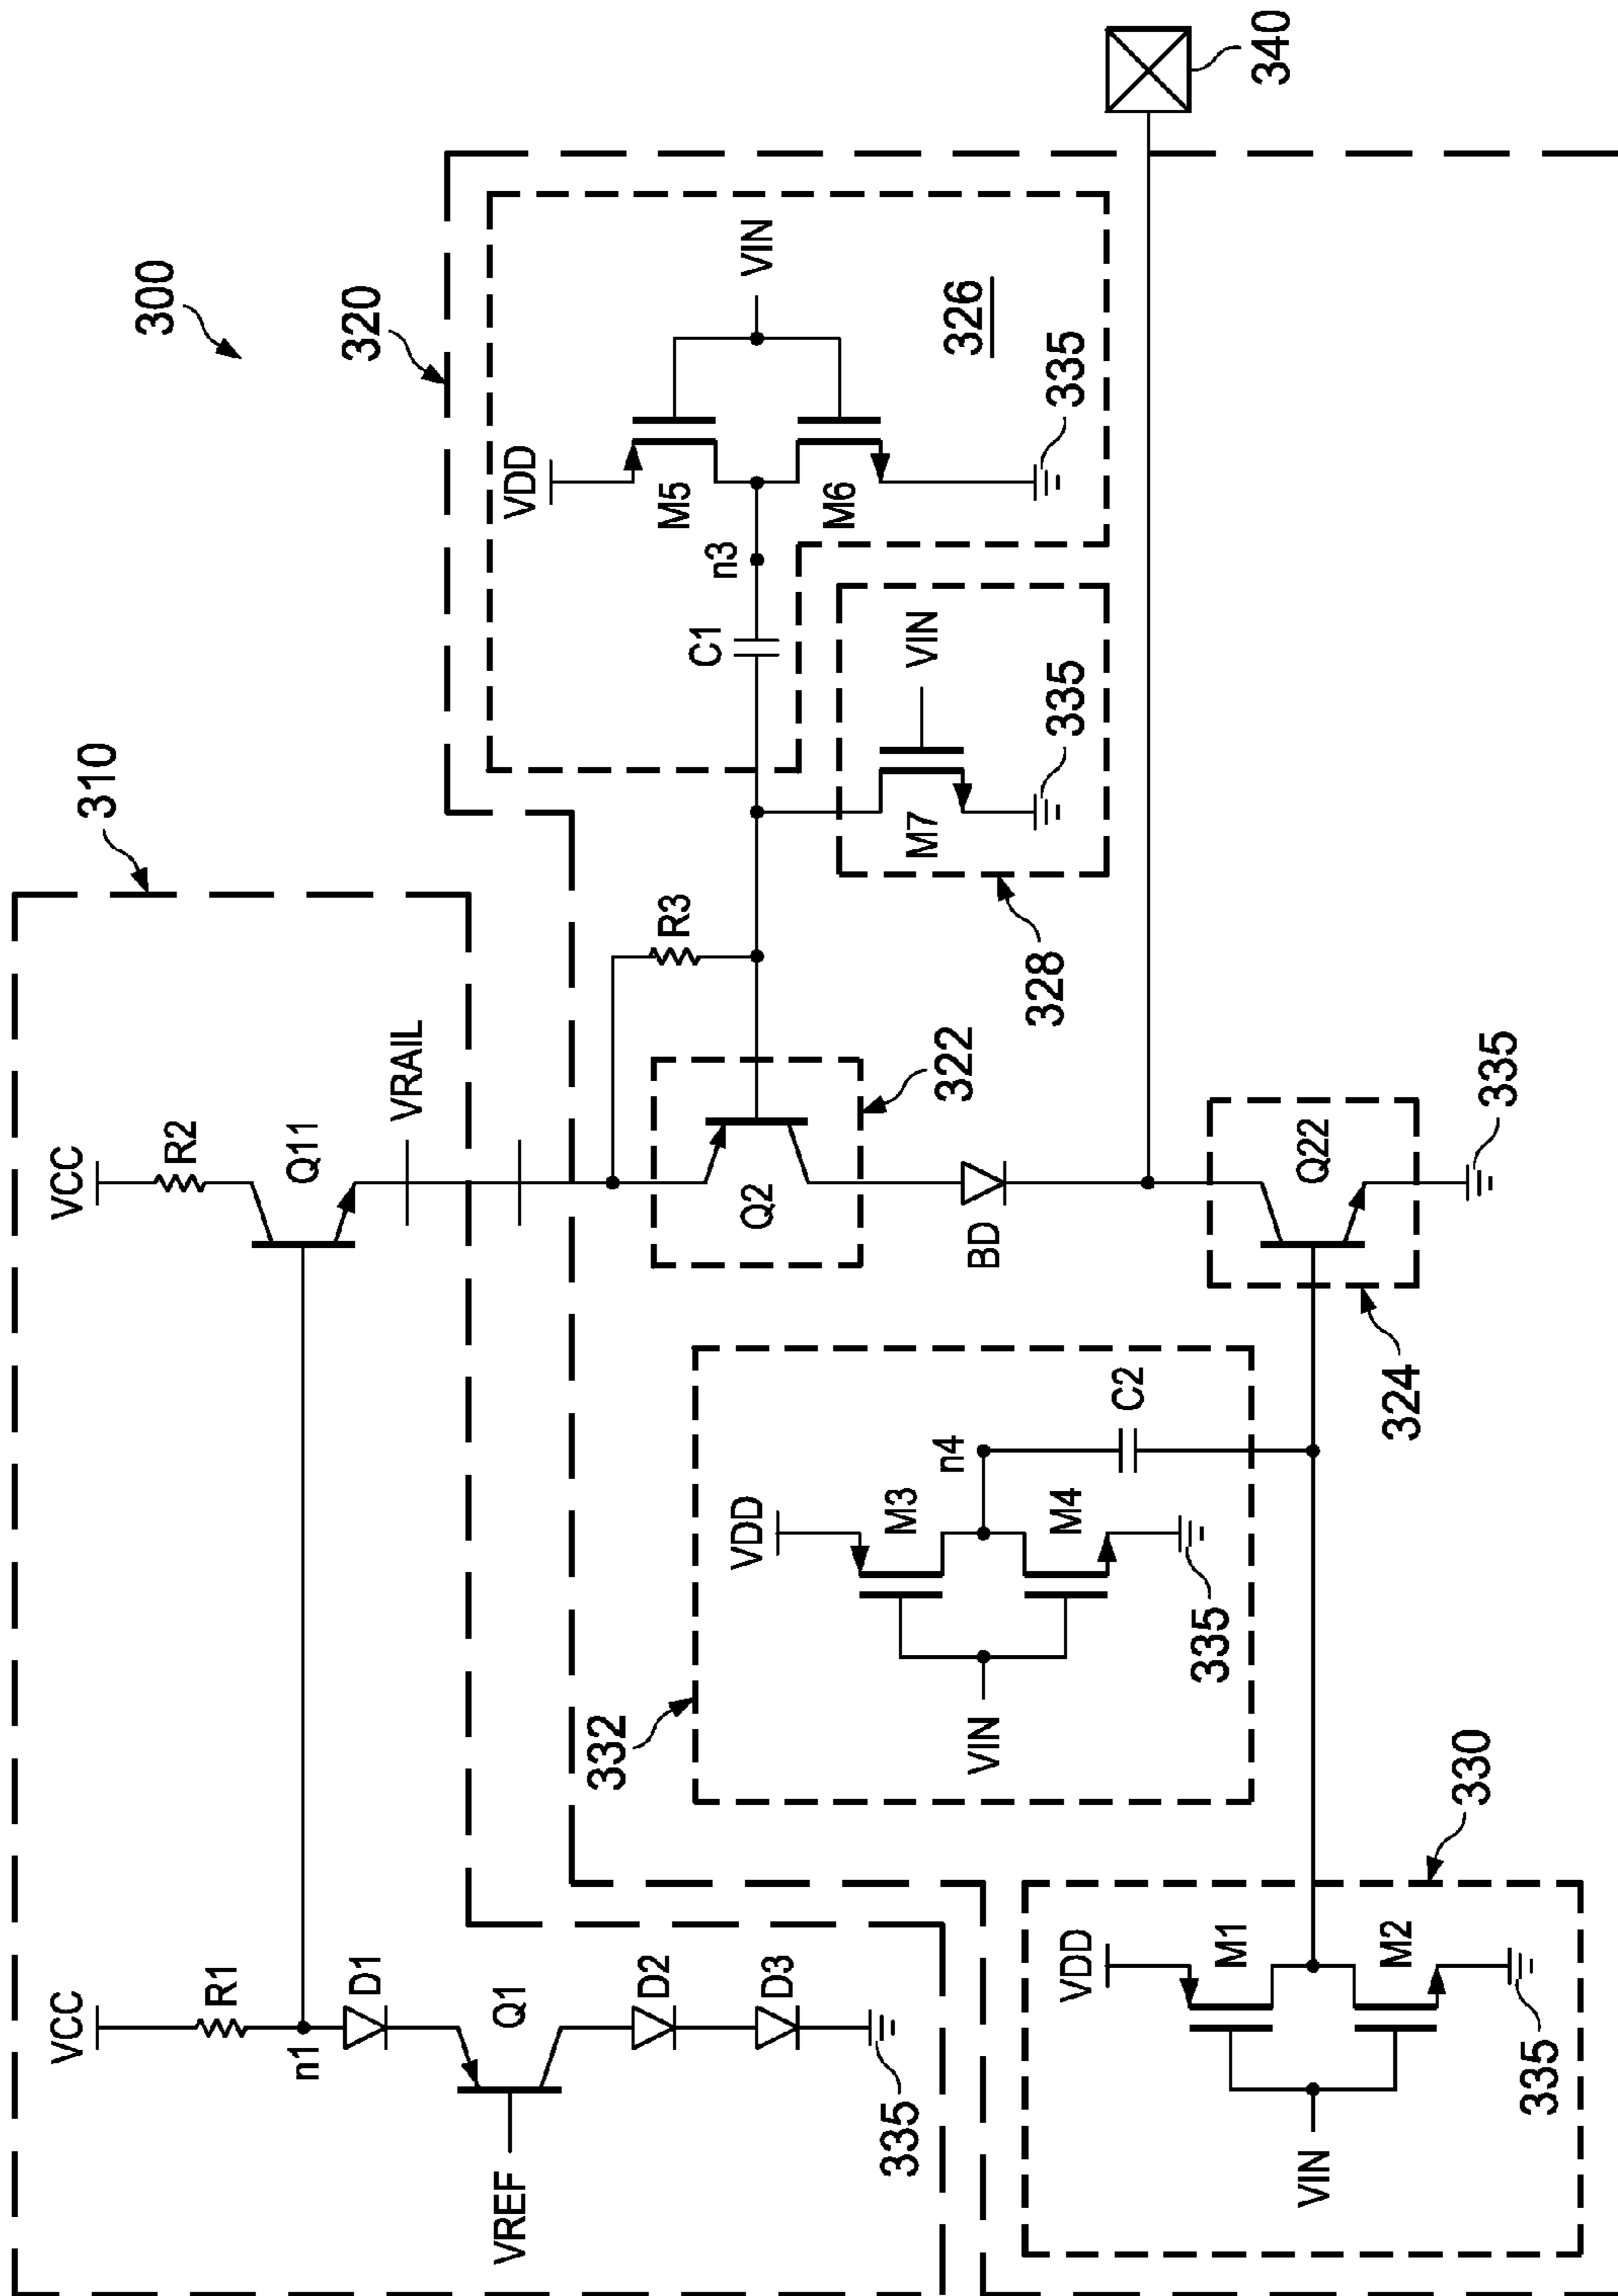 300
310
VCC
VCC
R1
R2
n1
D1
Q11
VREF
Q1
VRAIL
D2
D3
335
320
R3
322
Q2
BD
328
M7
VIN
335
C1
n3
VDD
M5
M6
VIN
326
335
340
332
VDD
M3
n4
VIN
M4
C2
335
Q22
324
335
330
VDD
M1
VIN
M2
335